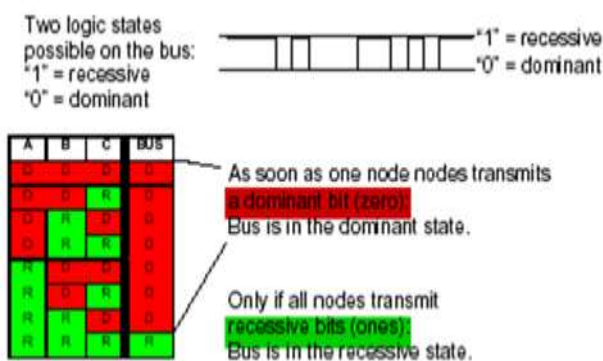 Two logic states
possible on the bus:
"1" = recessive
"0" = dominant
"1" = recessive
"0" = dominant
A B C BUS
D D D D
D D R D
D R D D
D R R D
R D D D
R D R D
R R D D
R R R R
As soon as one node nodes transmits
a dominant bit (zero):
Bus is in the dominant state.
Only if all nodes transmit
recessive bits (ones):
Bus is in the recessive state.